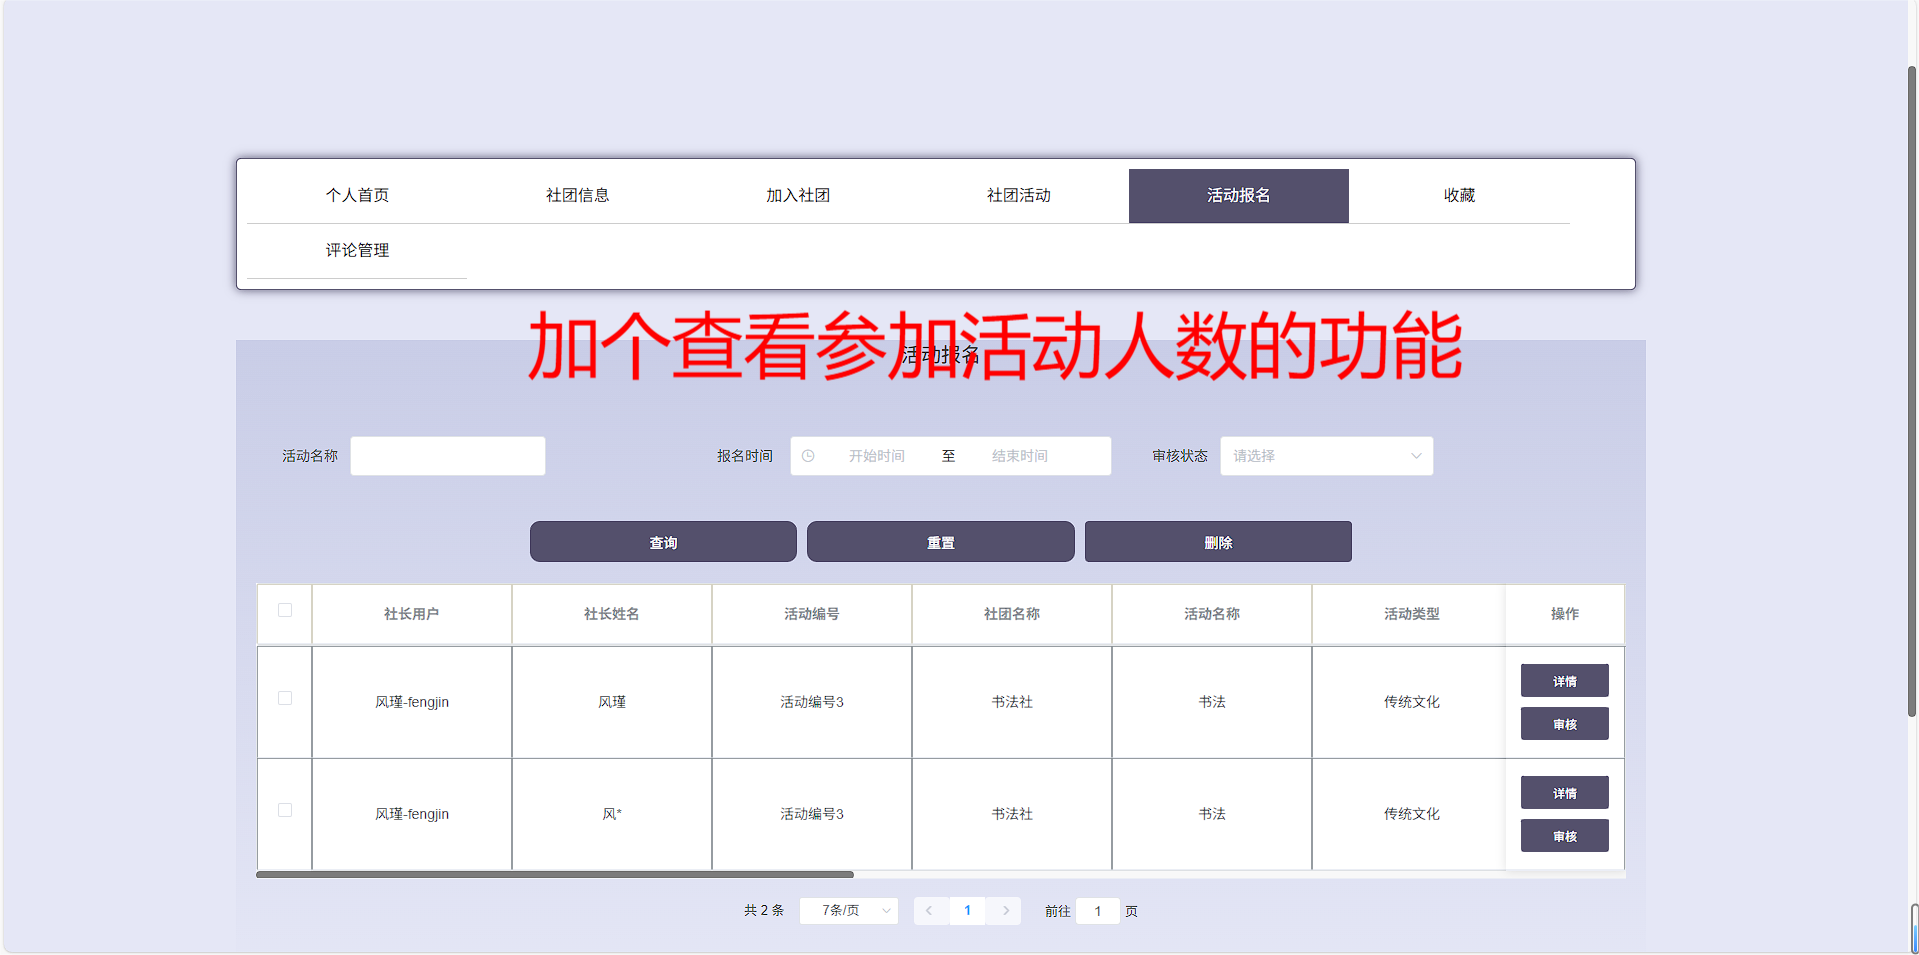 个人首页 社团信息 加入社团 社团活动 活动报名 收藏
评论管理
加个查看参加活动人数的功能
活动报名
活动名称 报名时间 开始时间 至 结束时间 审核状态 请选择
查询 重置 删除
社长用户 社长姓名 活动编号 社团名称 活动名称 活动类型 操作
风瑾-fengjin 风瑾 活动编号3 书法社 书法 传统文化 详情
审核
风瑾-fengjin 风* 活动编号3 书法社 书法 传统文化 详情
审核
共 2 条 7条/页 1 前往 1 页